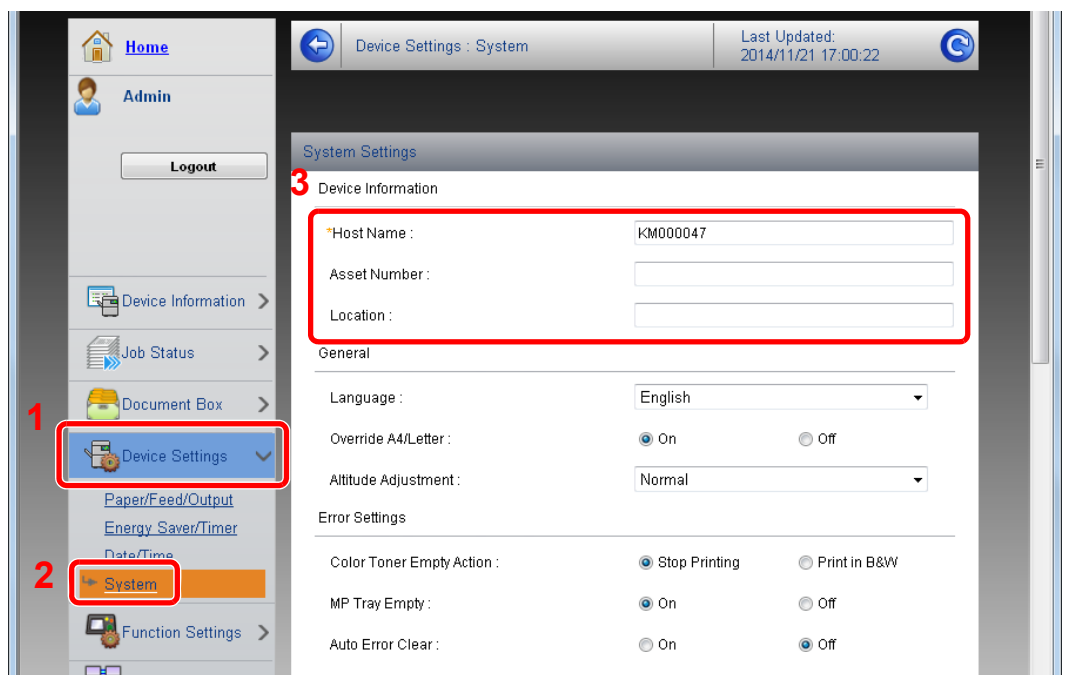 Home
Admin
Logout
Device Information
Job Status
Document Box
1
Device Settings
Paper/Feed/Output
Energy Saver/Timer
Date/Time
2
System
Function Settings
Device Settings : System
Last Updated:
2014/11/21 17:00:22
System Settings
3
Device Information
*Host Name : KM000047
Asset Number :
Location :
General
Language : English
Override A4/Letter : On Off
Altitude Adjustment : Normal
Error Settings
Color Toner Empty Action : Stop Printing Print in B&W
MP Tray Empty : On Off
Auto Error Clear : On Off